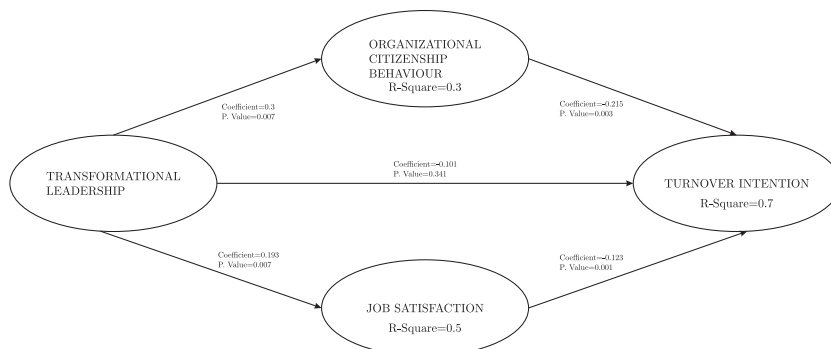 ORGANIZATIONAL
CITIZENSHIP
BEHAVIOUR
R-Square=0.3
Coefficient=0.3
P. Value=0.007
Coefficient=-0.215
P. Value=0.003
TRANSFORMATIONAL
LEADERSHIP
Coefficient=-0.101
P. Value=0.341
TURNOVER INTENTION
R-Square=0.7
Coefficient=0.193
P. Value=0.007
Coefficient=-0.123
P. Value=0.001
JOB SATISFACTION
R-Square=0.5